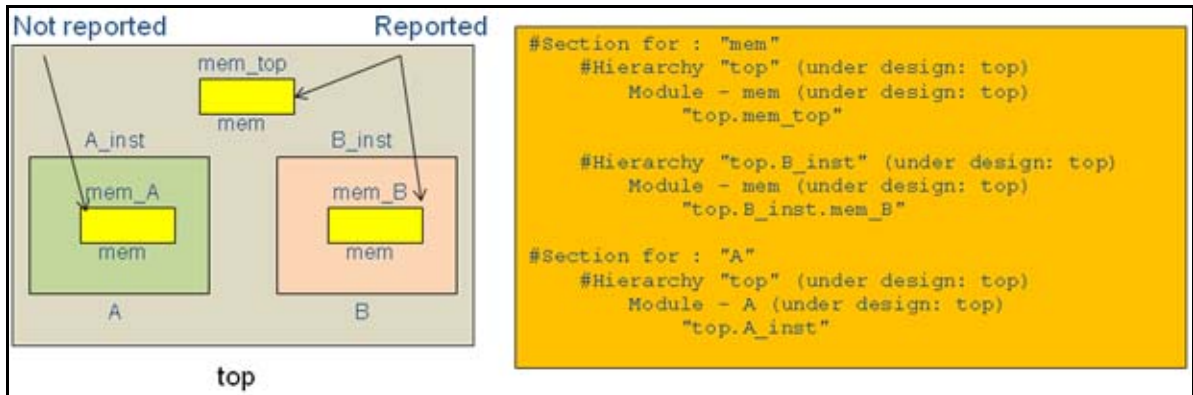 Not reported
Reported
mem_top
mem
A_inst
B_inst
mem_A
mem_B
mem
mem
A
B
top
#Section for : "mem"
#Hierarchy "top" (under design: top)
Module - mem (under design: top)
"top.mem_top"
#Hierarchy "top.B_inst" (under design: top)
Module - mem (under design: top)
"top.B_inst.mem_B"
#Section for : "A"
#Hierarchy "top" (under design: top)
Module - A (under design: top)
"top.A_inst"